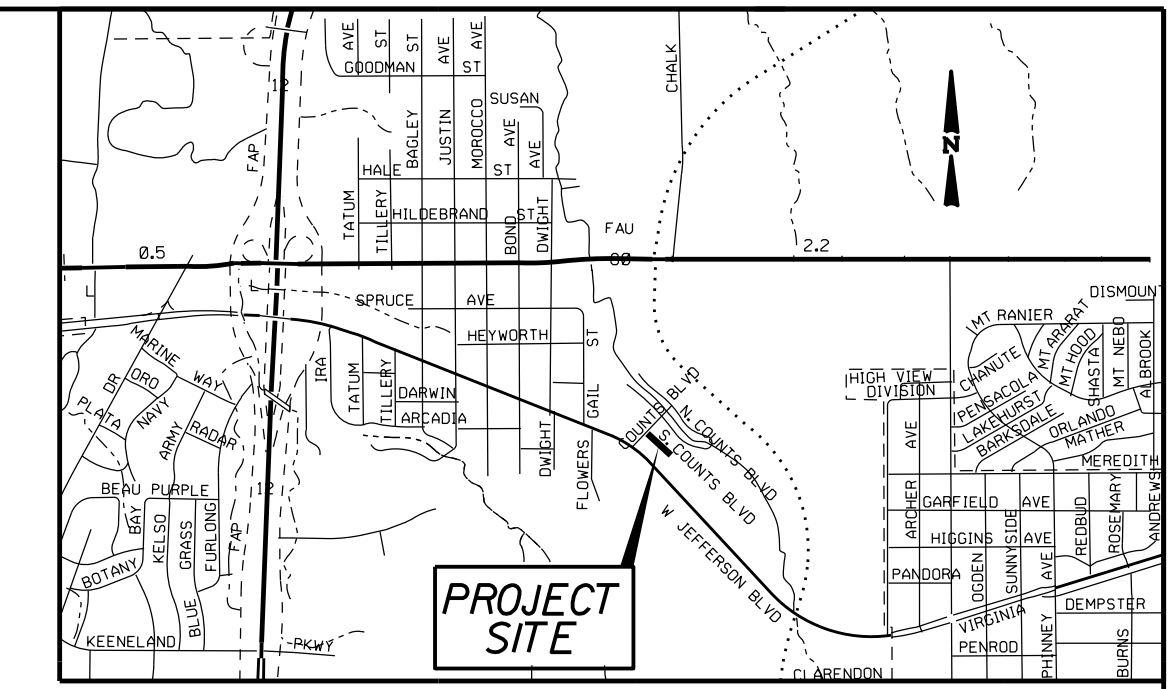 AVE
ST
ST
AVE
AVE
GOODMAN ST
CHALK
12
FAP
BAGLEY
JUSTIN
MOROCCO
SUSAN
AVE
AVE
N
HALE ST
TATUM
TILLERY
HILDEBRAND ST
BOND
DWIGHT
FAU
80
0.5
2.2
L
L
SPRUCE AVE
HEYWORTH
ST
DISMOUNT
MT RANIER
MT ARARAT
MT HOOD
SHASTA
MT NEBO
ALBROOK
CHANUTE
PENSACOLA
LAKEHURST
BARKSDALE
ORLANDO
MATHER
MEREDITH
HIGH VIEW
DIVISION
MARINE WAY
ORO
DR
PLATA
NAVY
ARMY
RADAR
IRA
TATUM
TILLERY
DARWIN
ARCADIA
GAIL
DWIGHT
FLOWERS
BLVD
COUNTS
N. COUNTS BLVD
S. COUNTS BLVD
W JEFFERSON BLVD
BEAU PURPLE
BAY
KELSO
GRASS
FURLONG
FAP
12
BOTANY
BLUE
KEENELAND
PKWY
PROJECT
SITE
AVE
ARCHER
GARFIELD AVE
HIGGINS AVE
PANDORA
OGDEN
SUNNYSIDE
AVE
REDBUD
ROSEMARY
ANDREWS
VIRGINIA
DEMPSTER
PENROD
PHINNEY
BURNS
CLARENDON